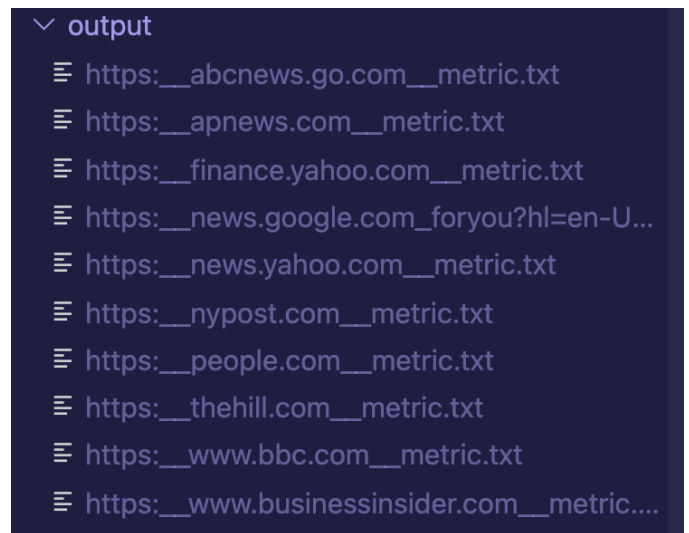 output
https:__abcnews.go.com__metric.txt
https:__apnews.com__metric.txt
https:__finance.yahoo.com__metric.txt
https:__news.google.com_foryou?hl=en-U...
https:__news.yahoo.com__metric.txt
https:__nypost.com__metric.txt
https:__people.com__metric.txt
https:__thehill.com__metric.txt
https:__www.bbc.com__metric.txt
https:__www.businessinsider.com__metric....